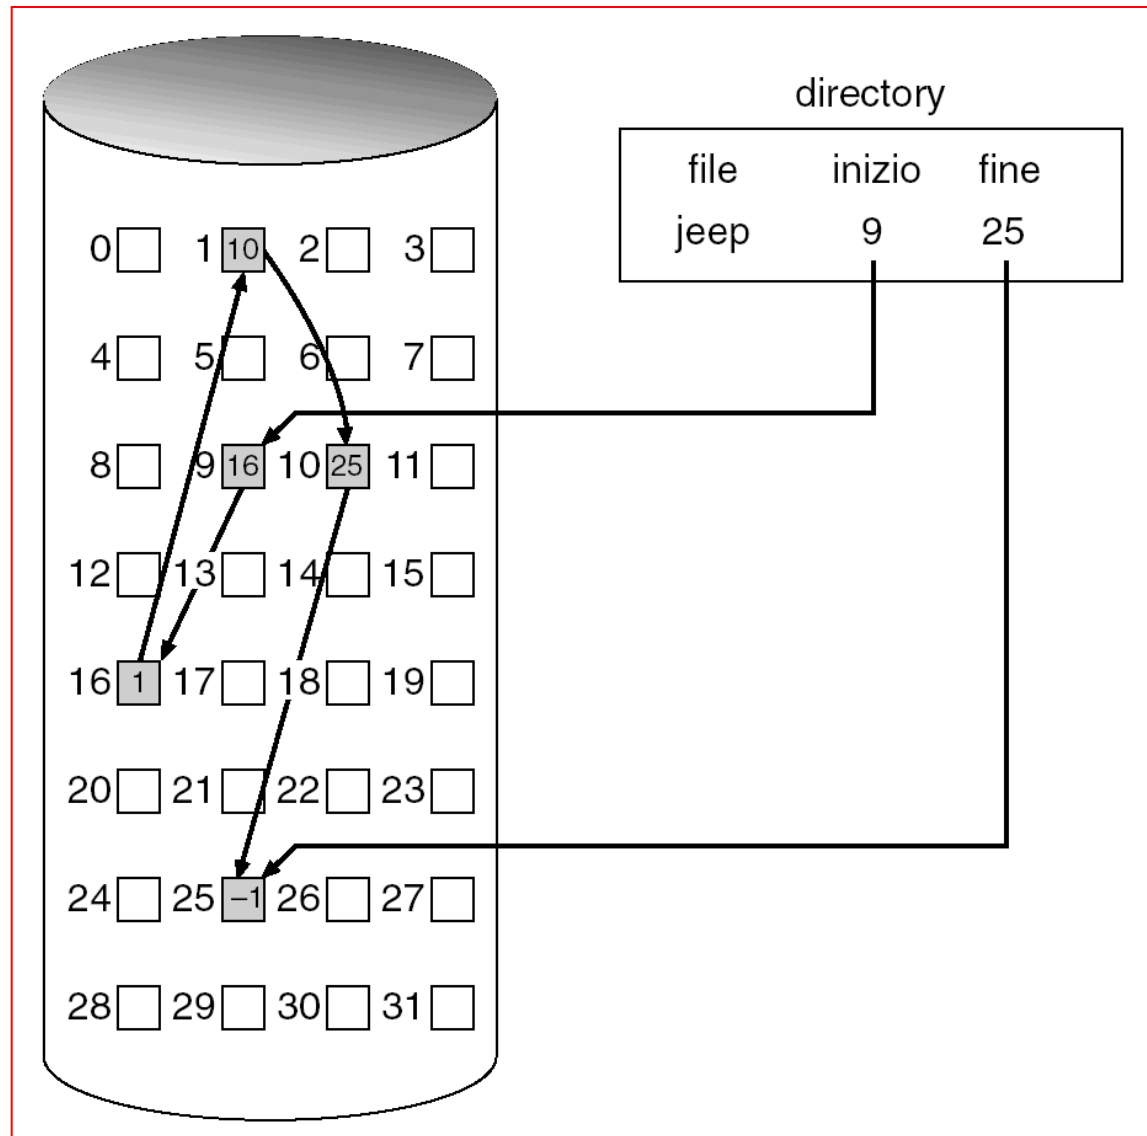 directory
file inizio fine
jeep 9 25
0 1 10 2 3
4 5 6 7
8 9 16 10 25 11
12 13 14 15
16 1 17 18 19
20 21 22 23
24 25 –1 26 27
28 29 30 31